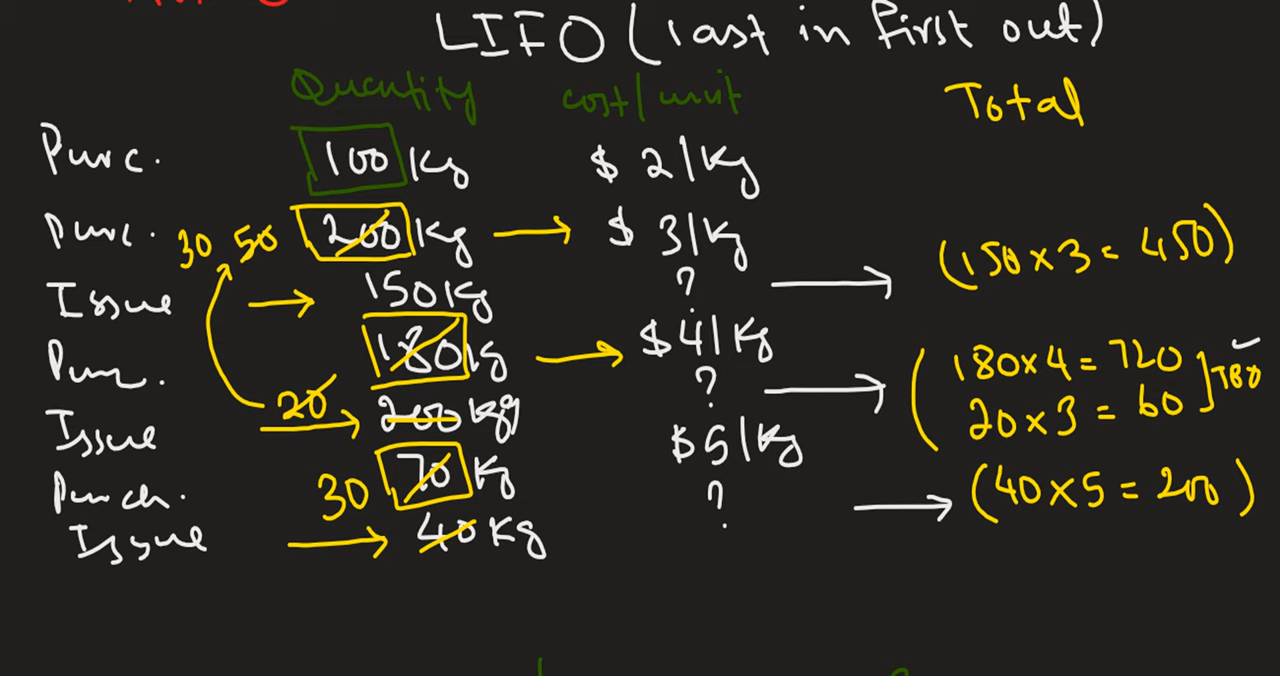 LIFO (last in first out)
Quantity cost/unit Total
Purc. 100 Kg $ 2/Kg
Purc. 30 50 200 Kg $ 3/Kg
Issue 150 Kg ? (150 x 3 = 450)
Pur. 180 Kg $ 4/Kg
Issue 20 200 Kg ? (180 x 4 = 720
20 x 3 = 60] 780
Purch. 30 70 Kg $ 5/Kg
Issue 40 Kg ? (40 x 5 = 200)